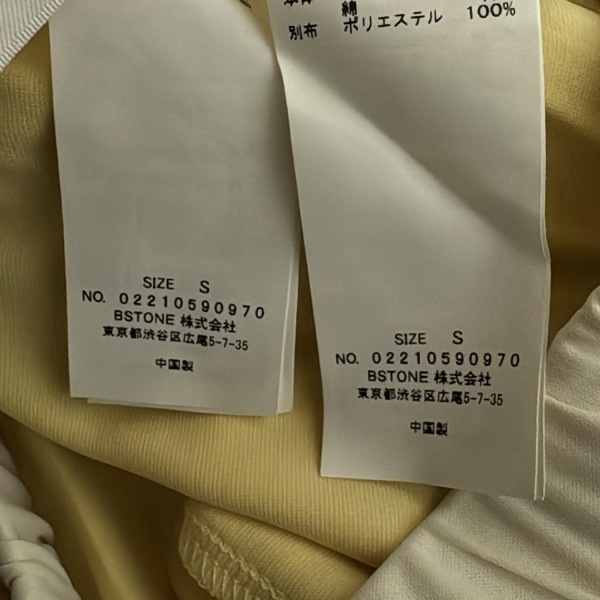 SIZE S
NO. 02210590970
BSTONE 株式会社
東京都渋谷区広尾5-7-35
中国製
綿
別布 ポリエステル 100%
SIZE S
NO. 02210590970
BSTONE 株式会社
東京都渋谷区広尾5-7-35
中国製